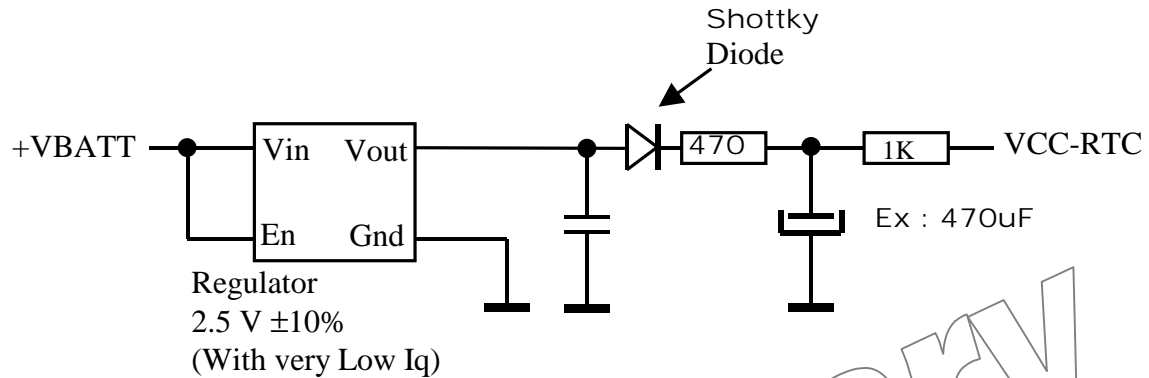 Shottky
Diode
+VBATT
Vin Vout
470
1K
VCC-RTC
En Gnd
Ex : 470uF
Regulator
2.5 V ±10%
(With very Low Iq)